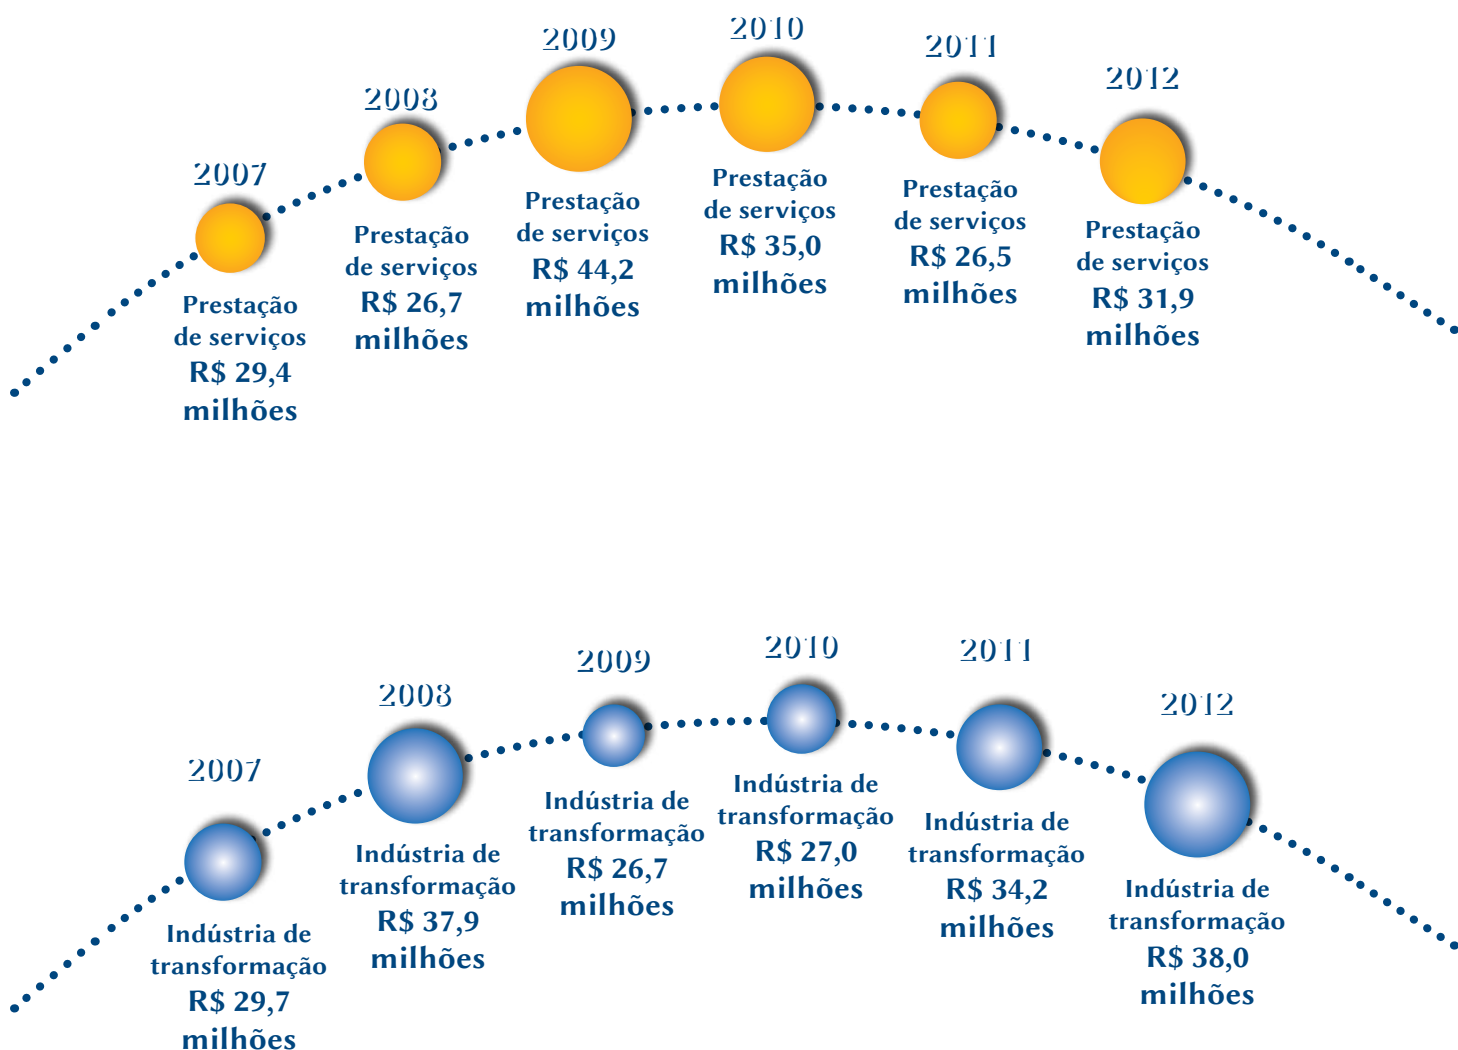 2007
Prestação
de serviços
R$ 29,4
milhões
2008
Prestação
de serviços
R$ 26,7
milhões
2009
Prestação
de serviços
R$ 44,2
milhões
2010
Prestação
de serviços
R$ 35,0
milhões
2011
Prestação
de serviços
R$ 26,5
milhões
2012
Prestação
de serviços
R$ 31,9
milhões
2007
Indústria de
transformação
R$ 29,7
milhões
2008
Indústria de
transformação
R$ 37,9
milhões
2009
Indústria de
transformação
R$ 26,7
milhões
2010
Indústria de
transformação
R$ 27,0
milhões
2011
Indústria de
transformação
R$ 34,2
milhões
2012
Indústria de
transformação
R$ 38,0
milhões